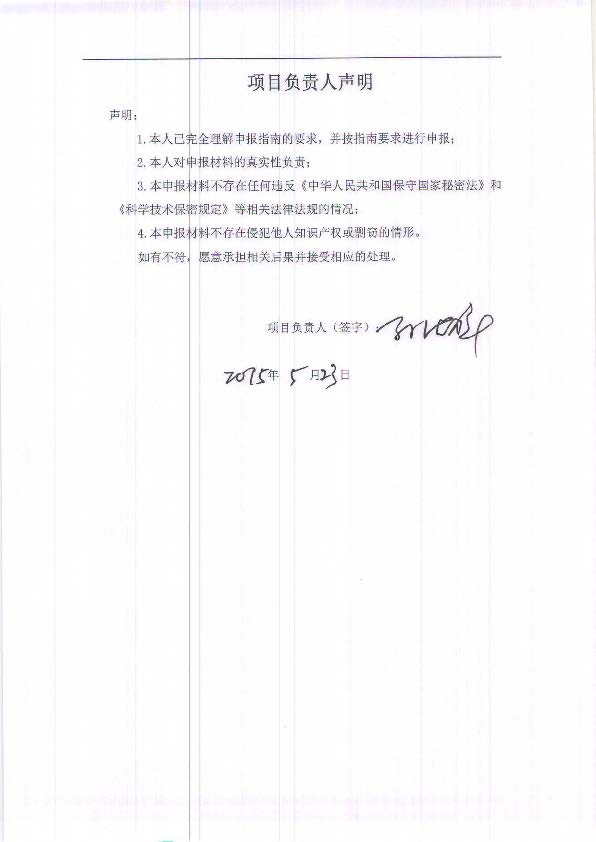 项目负责人声明
声明：
1.本人已完全理解申报指南的要求，并按指南要求进行申报；
2.本人对申报材料的真实性负责；
3.本申报材料不存在任何违反《中华人民共和国保守国家秘密法》和
《科学技术保密规定》等相关法律法规的情况；
4.本申报材料不存在侵犯他人知识产权或剽窃的情形。
如有不符，愿意承担相关后果并接受相应的处理。
项目负责人（签字）
2015年 5 月23日